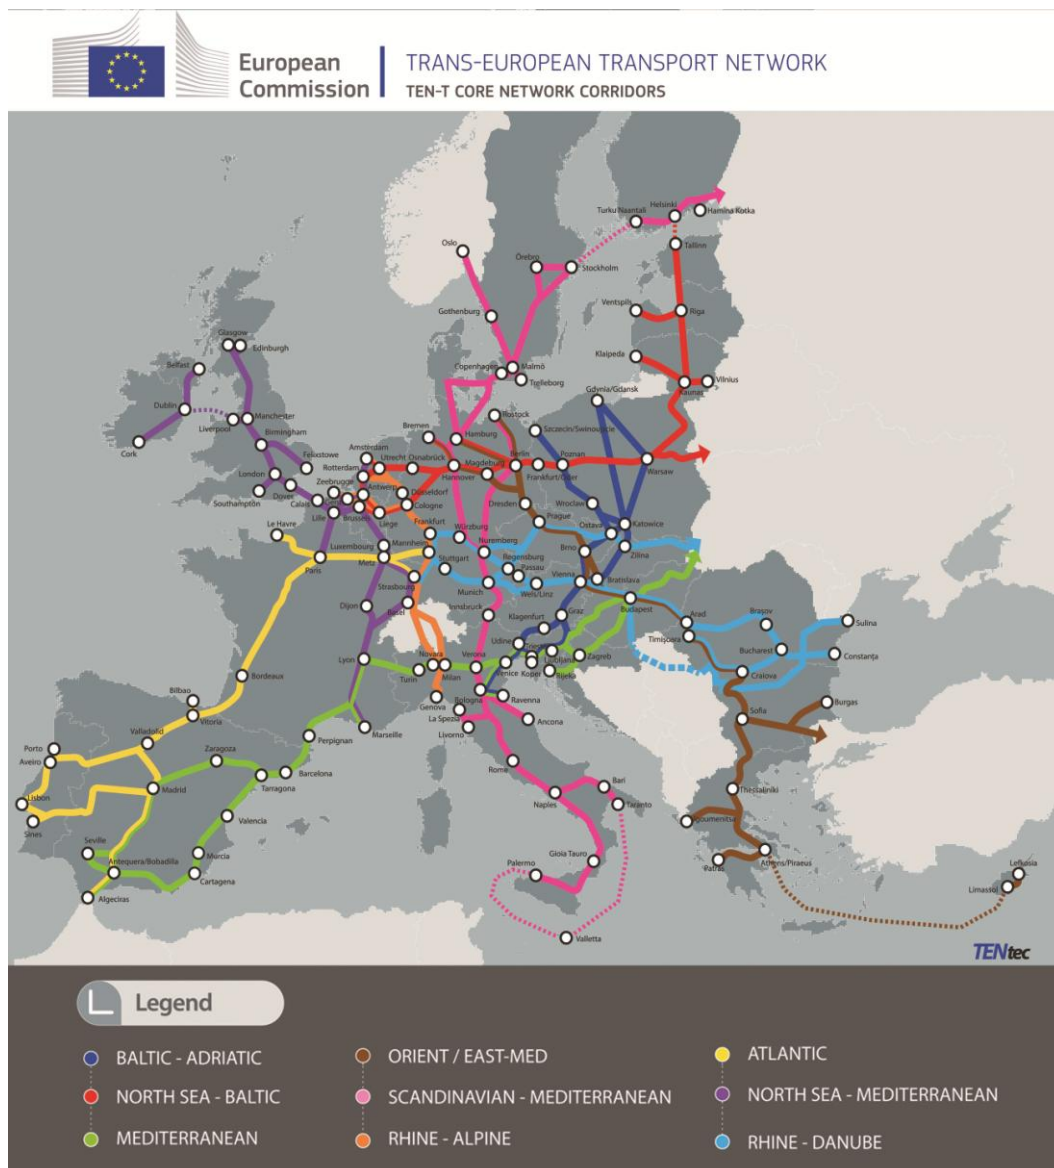 European
Commission
TRANS-EUROPEAN TRANSPORT NETWORK
TEN-T CORE NETWORK CORRIDORS
Helsinki
Turku Naantali
Hamina Kotka
Oslo
Tallinn
Örebro
Stockholm
Ventspils
Riga
Gothenburg
Glasgow
Edinburgh
Klaipeda
Belfast
Copenhagen
Malmö
Trelleborg
Vilnius
Kaunas
Gdynia/Gdansk
Dublin
Liverpool
Manchester
Rostock
Bremen
Hamburg
Szczecin/Swinoujscie
Birmingham
Cork
Amsterdam
Utrecht
Osnabrück
Berlin
Poznan
Felixstowe
Rotterdam
Magdeburg
Hannover
Frankfurt/Oder
Warsaw
London
Zeebrugge
Antwerp
Düsseldorf
Southampton
Dover
Calais
Cologne
Dresden
Wroclaw
Lille
Brussels
Liege
Prague
Katowice
Le Havre
Frankfurt
Würzburg
Ostava
Luxembourg
Mannheim
Nuremberg
Brno
Zilina
Paris
Metz
Stuttgart
Regensburg
Passau
Strasbourg
Munich
Wels/Linz
Vienna
Bratislava
Dijon
Basel
Innsbruck
Klagenfurt
Graz
Budapest
Arad
Braşov
Sulina
Udine
Timişoara
Bucharest
Lyon
Novara
Verona
Ljubljana
Zagreb
Constanţa
Turin
Milan
Venice
Koper
Rijeka
Craiova
Bordeaux
Genova
Bologna
Ravenna
Bilbao
La Spezia
Ancona
Sofia
Burgas
Vitoria
Marseille
Livorno
Valladolid
Perpignan
Porto
Aveiro
Zaragoza
Rome
Barcelona
Madrid
Tarragona
Bari
Thessaliniki
Lisbon
Naples
Taranto
Sines
Valencia
Igoumenitsa
Seville
Murcia
Gioia Tauro
Athens/Piraeus
Antequera/Bobadilla
Palermo
Patras
Lefkosia
Cartagena
Limassol
Algeciras
Valletta
TENtec
Legend
BALTIC - ADRIATIC
ORIENT / EAST-MED
ATLANTIC
NORTH SEA - BALTIC
SCANDINAVIAN - MEDITERRANEAN
NORTH SEA - MEDITERRANEAN
MEDITERRANEAN
RHINE - ALPINE
RHINE - DANUBE